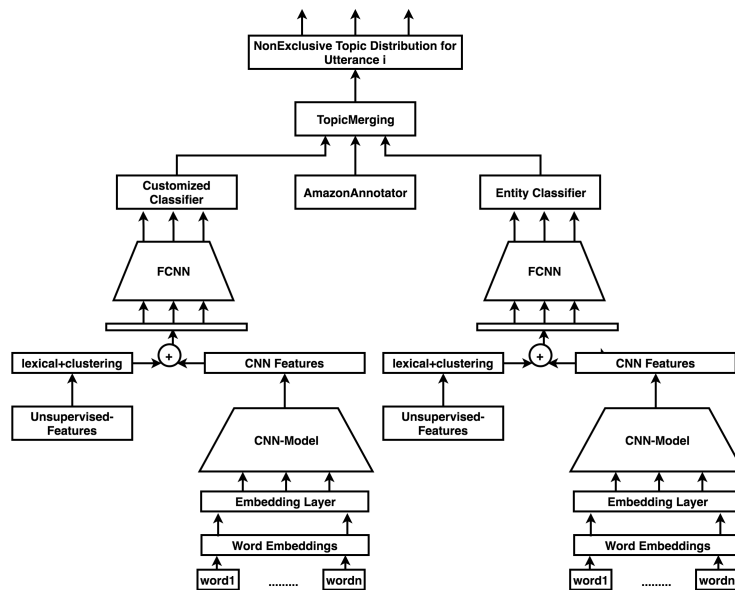 NonExclusive Topic Distribution for
Utterance i
TopicMerging
Customized
Classifier
AmazonAnnotator
Entity Classifier
FCNN
FCNN
+
+
lexical+clustering
CNN Features
lexical+clustering
CNN Features
Unsupervised-
Features
Unsupervised-
Features
CNN-Model
CNN-Model
Embedding Layer
Embedding Layer
Word Embeddings
Word Embeddings
word1
.........
wordn
word1
.........
wordn